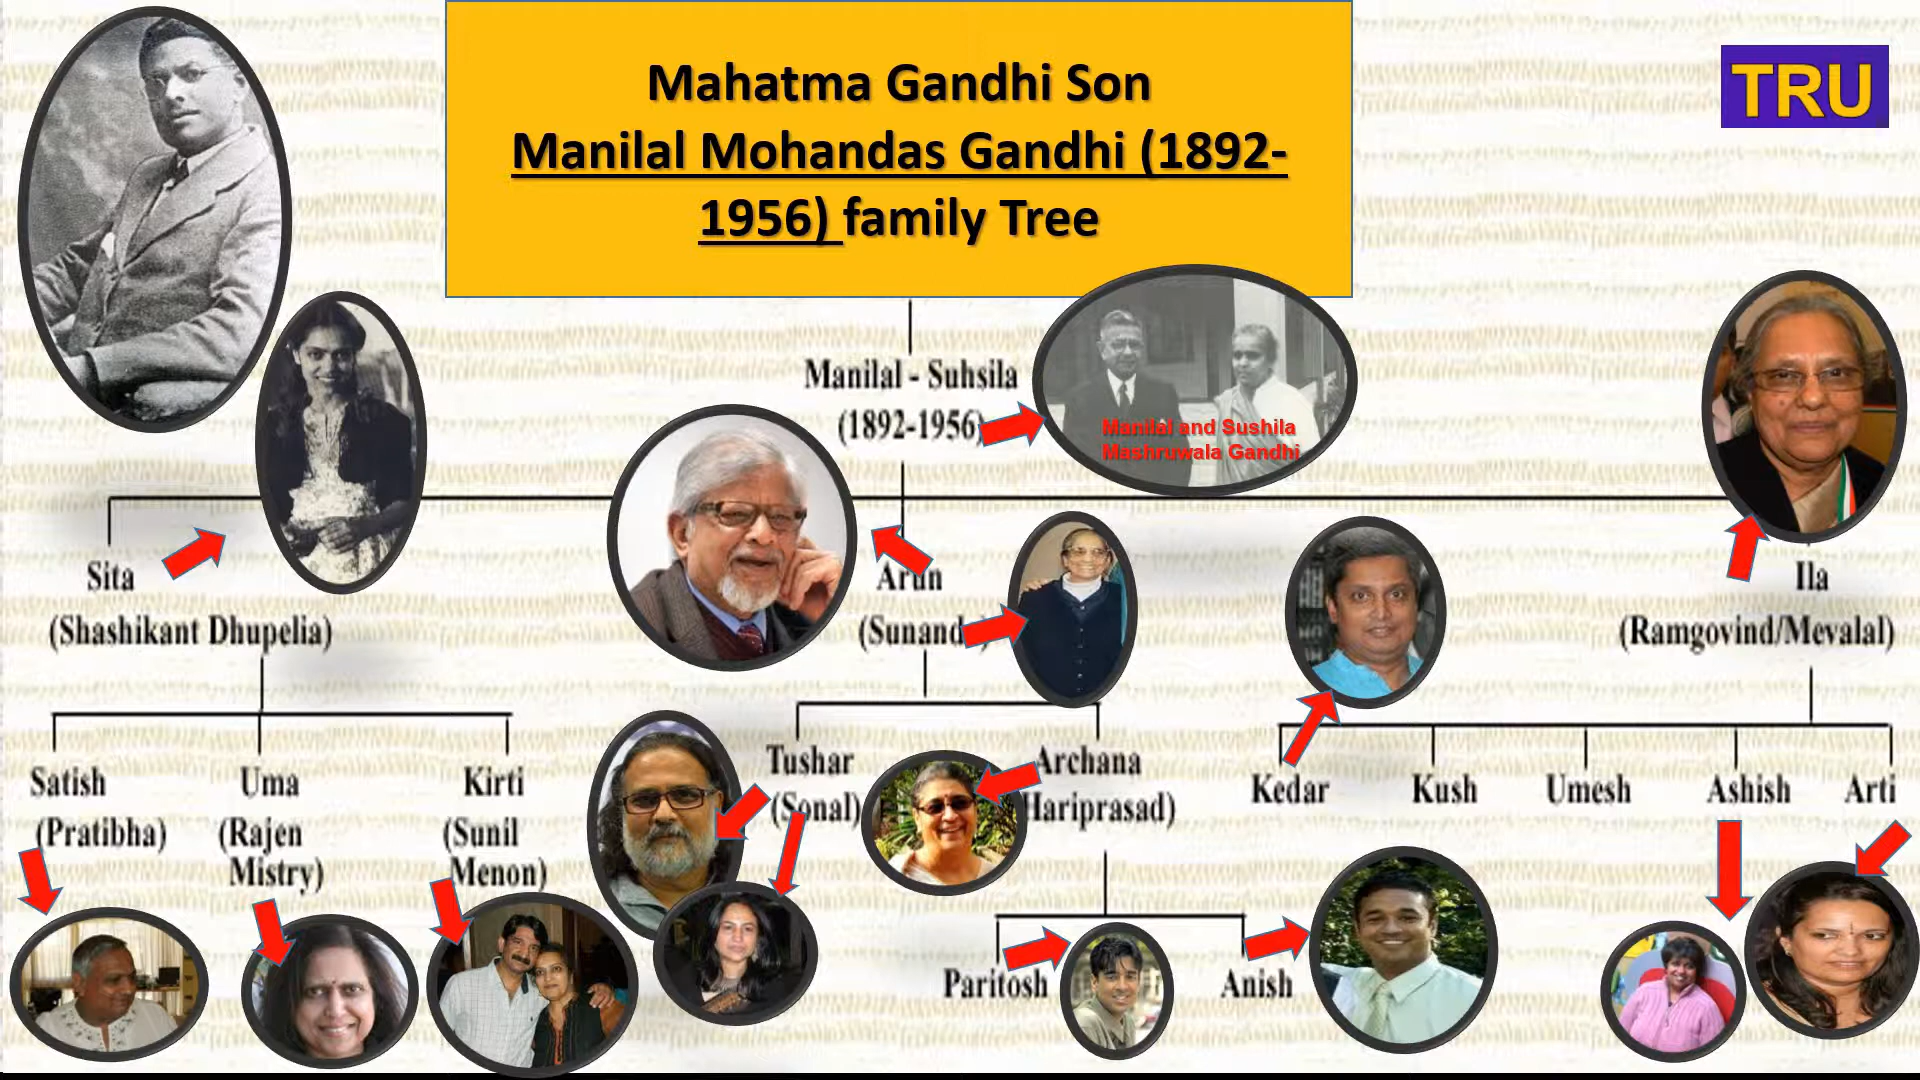 Mahatma Gandhi Son
Manilal Mohandas Gandhi (1892-
1956) family Tree
TRU
Manilal - Suhsila
(1892-1956)
Manilal and Sushila
Mashruwala Gandhi
Sita
(Shashikant Dhupelia)
Arun
(Sunand
Ila
(Ramgovind/Mevalal)
Satish
(Pratibha)
Uma
(Rajen
Mistry)
Kirti
(Sunil
Menon)
Tushar
(Sonal)
Archana
Hariprasad)
Kedar
Kush
Umesh
Ashish
Arti
Paritosh
Anish